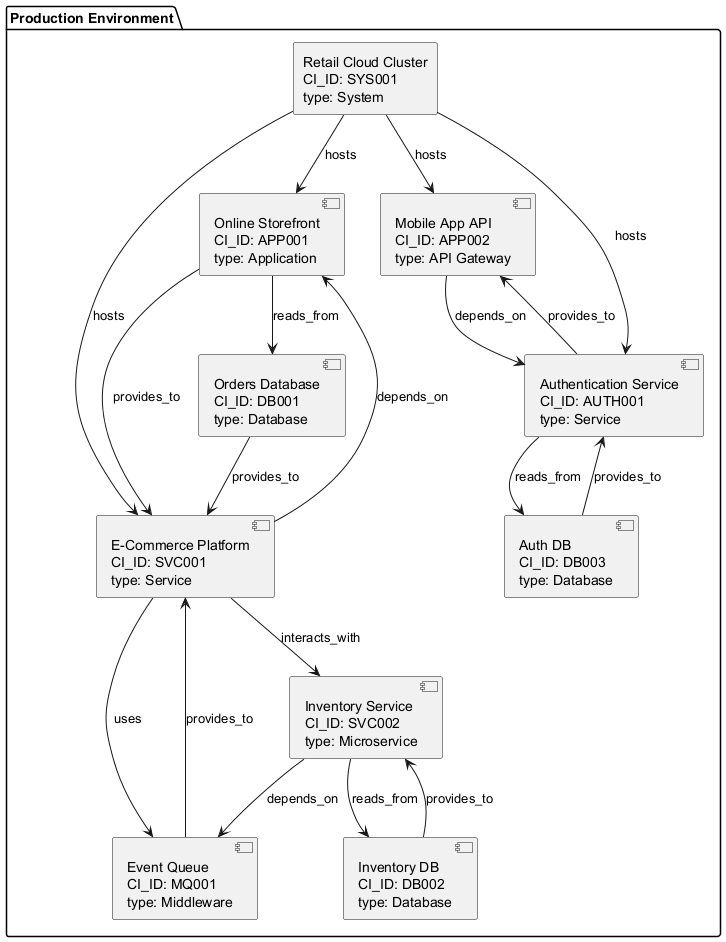 Production Environment
Retail Cloud Cluster
CI_ID: SYS001
type: System
hosts
hosts
Online Storefront
CI_ID: APP001
type: Application
Mobile App API
CI_ID: APP002
type: API Gateway
hosts
hosts
reads_from
depends_on
provides_to
provides_to
depends_on
Orders Database
CI_ID: DB001
type: Database
Authentication Service
CI_ID: AUTH001
type: Service
provides_to
reads_from
provides_to
E-Commerce Platform
CI_ID: SVC001
type: Service
Auth DB
CI_ID: DB003
type: Database
interacts_with
uses
provides_to
Inventory Service
CI_ID: SVC002
type: Microservice
depends_on
reads_from
provides_to
Event Queue
CI_ID: MQ001
type: Middleware
Inventory DB
CI_ID: DB002
type: Database